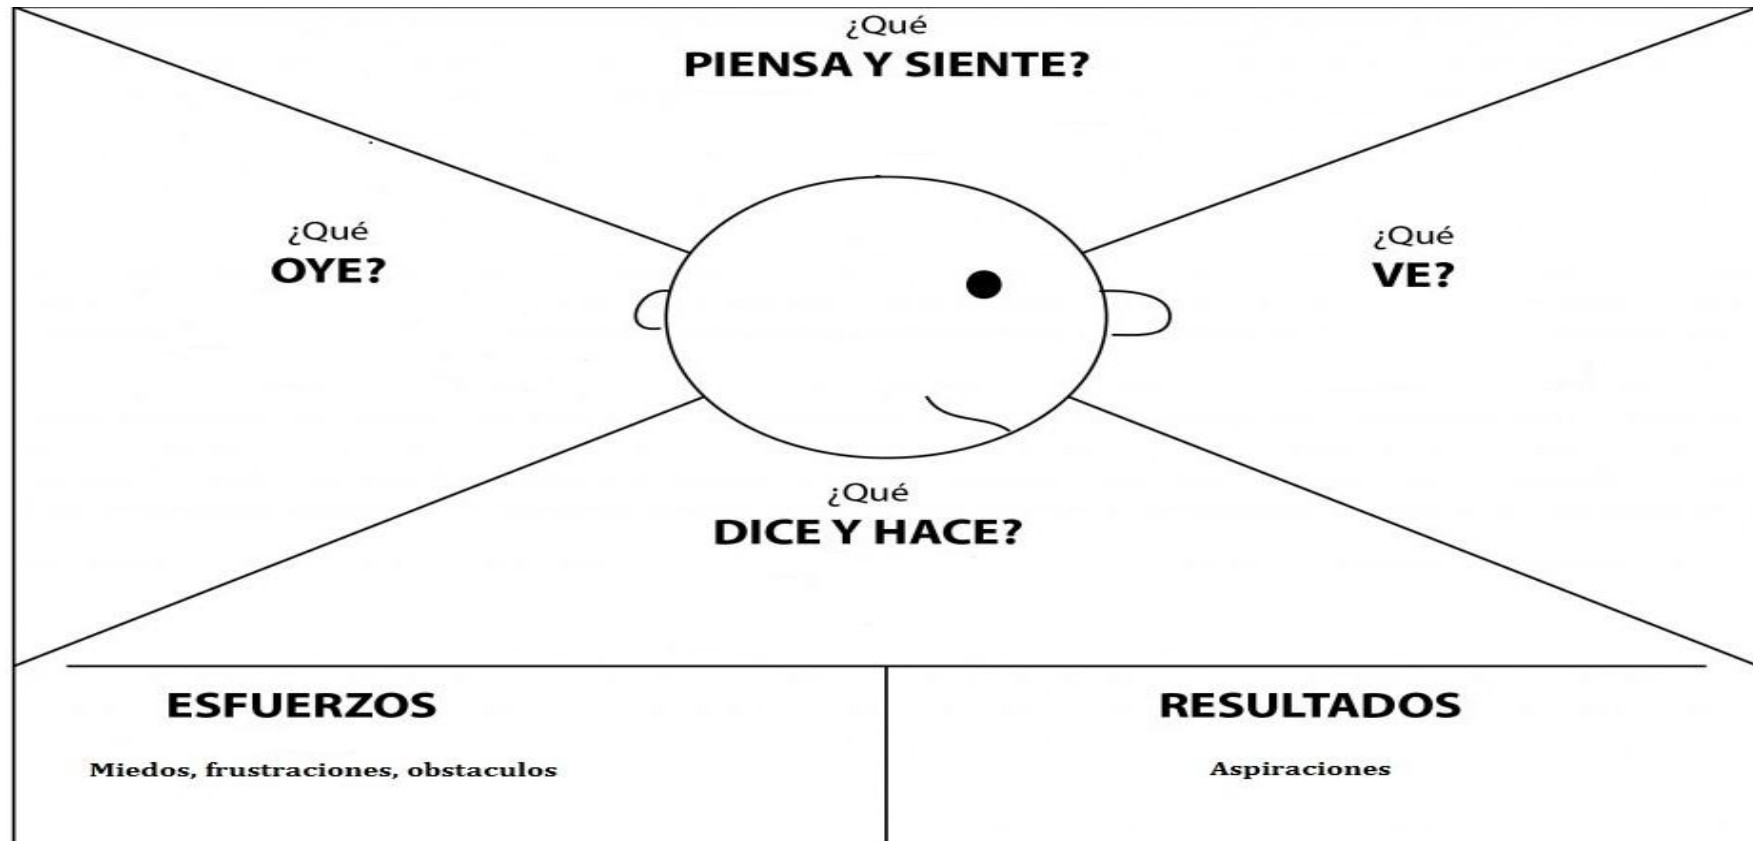 ¿Qué
PIENSA Y SIENTE?
¿Qué
OYE?
¿Qué
VE?
¿Qué
DICE Y HACE?
ESFUERZOS
Miedos, frustraciones, obstaculos
RESULTADOS
Aspiraciones